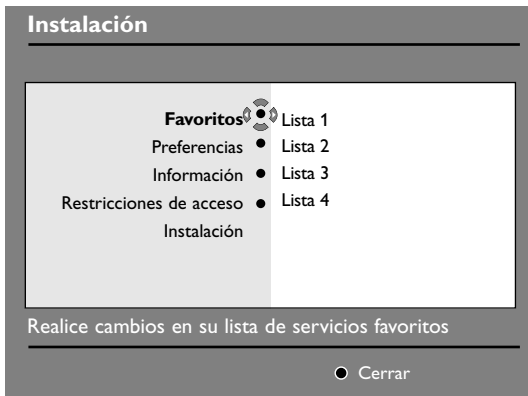 Instalación
Favoritos Lista 1
Preferencias Lista 2
Información Lista 3
Restricciones de acceso Lista 4
Instalación
Realice cambios en su lista de servicios favoritos
Cerrar